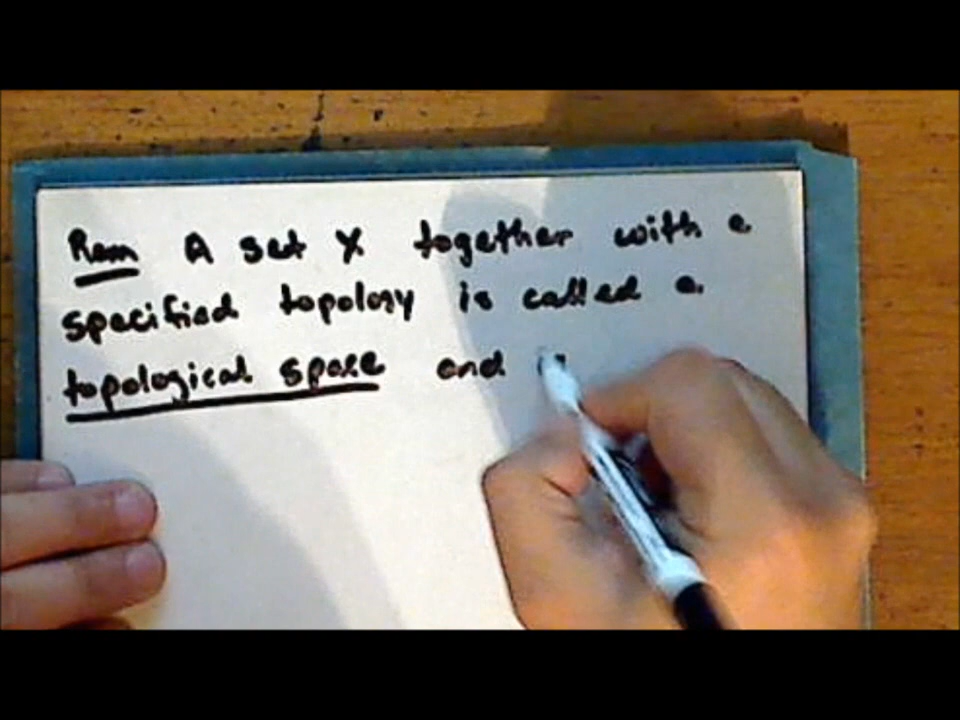 Rem A set X together with a
specified topology is called a
topological space and